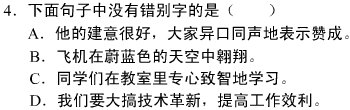 4．下面句子中没有错别字的是（　　）
A．他的建意很好，大家异口同声地表示赞成。
B．飞机在蔚蓝色的天空中翱翔。
C．同学们在教室里专心致智地学习。
D．我们要大搞技术革新，提高工作效利。